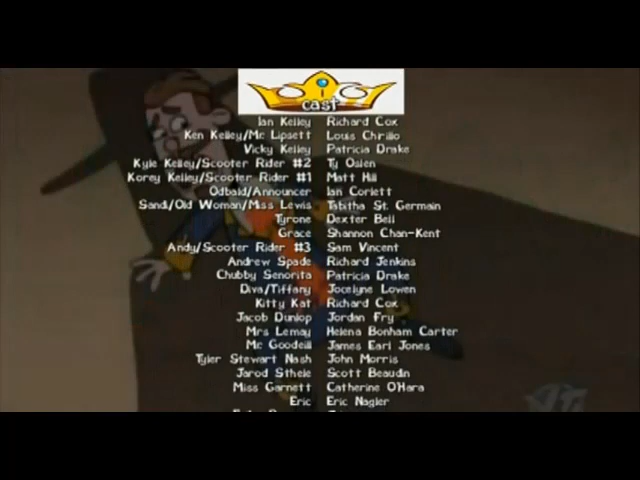 cast
Ian Kelley Richard Cox
Ken Kelley/Mr Lipsett Louis Chirillo
Vicky Kelley Patricia Drake
Kyle Kelley/Scooter Rider #2 Ty Oslen
Korey Kelley/Scooter Rider #1 Matt Hill
Odbald/Announcer Ian Corlett
Sandi/Old Woman/Miss Lewis Tabitha St. Germain
Tyrone Dexter Bell
Grace Shannon Chan-Kent
Andy/Scooter Rider #3 Sam Vincent
Andrew Spade Richard Jenkins
Chubby Senorita Patricia Drake
Diva/Tiffany Jocelyne Lowen
Kitty Kat Richard Cox
Jacob Dunlop Jordan Fry
Mrs Lemay Helena Bonham Carter
Mr Goodell James Earl Jones
Tyler Stewart Nash John Morris
Jarod Sthele Scott Beaudin
Miss Garnett Catherine O'Hara
Eric Eric Nagler